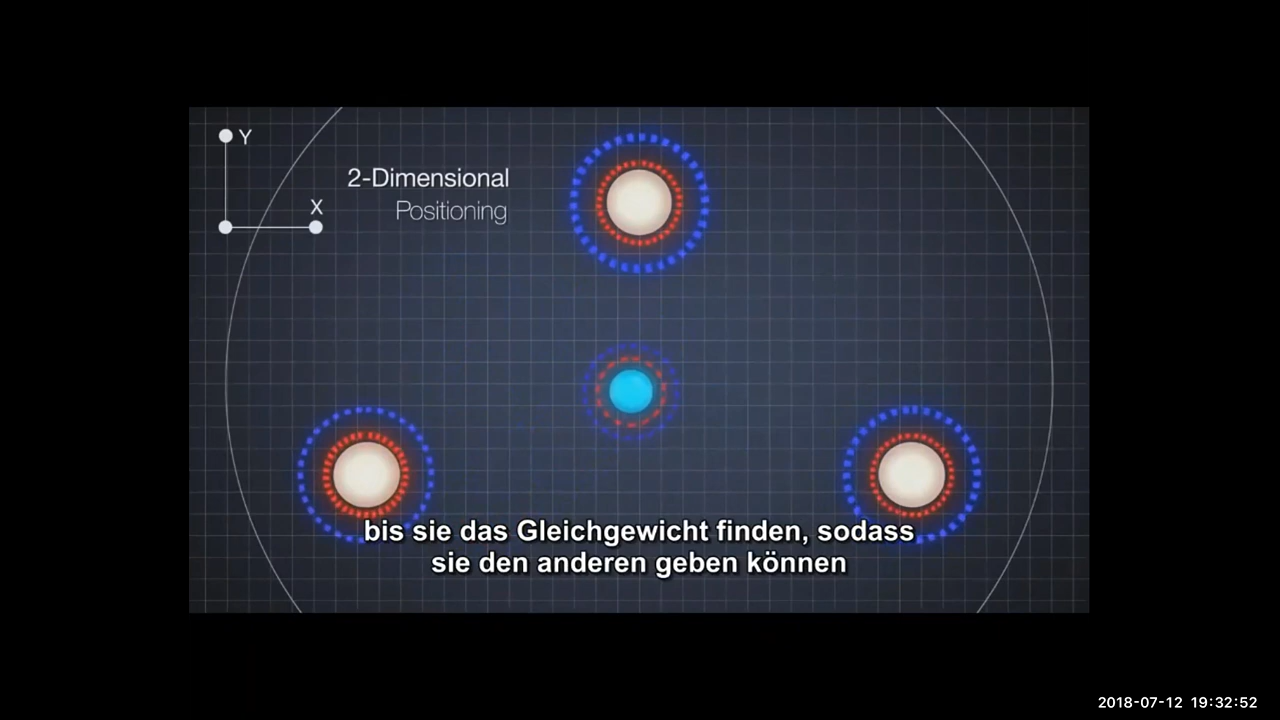 Y
2-Dimensional
X
Positioning
bis sie das Gleichgewicht finden, sodass
sie den anderen geben können
2018-07-12 19:32:52